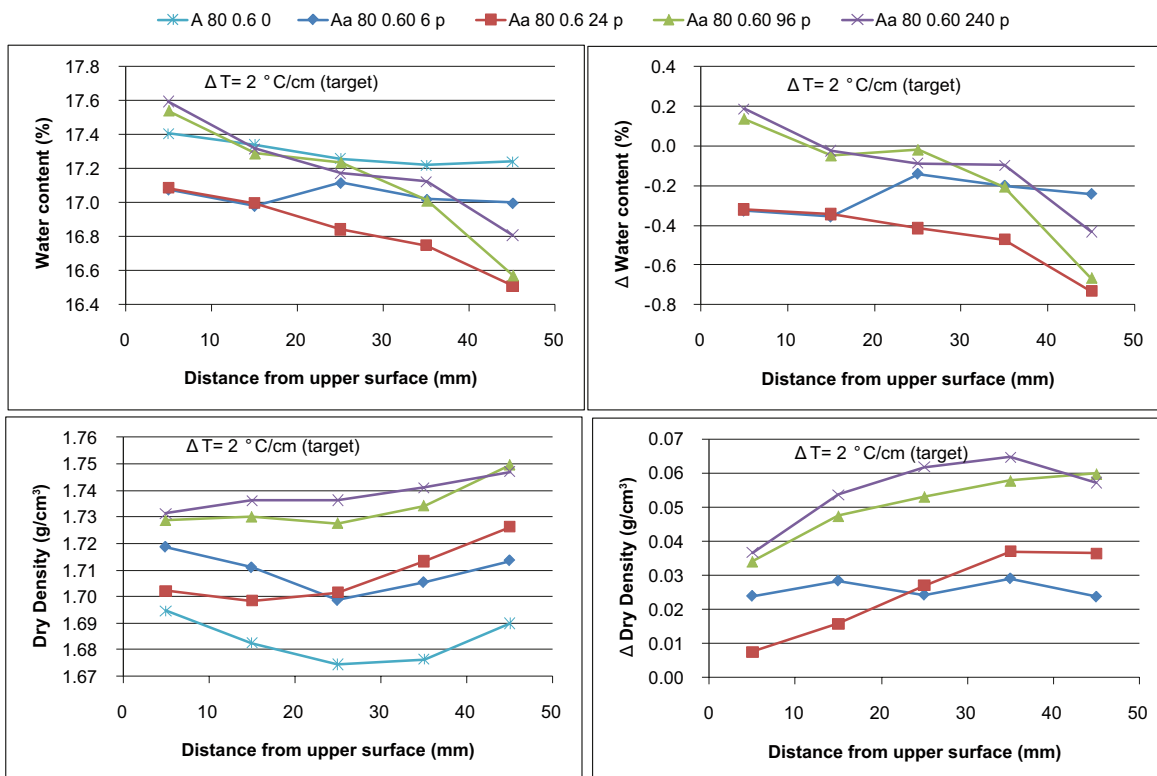 A 80 0.6 0 Aa 80 0.60 6 p Aa 80 0.6 24 p Aa 80 0.60 96 p Aa 80 0.60 240 p
Δ T= 2 °C/cm (target)
Water content (%)
17.8
17.6
17.4
17.2
17.0
16.8
16.6
16.4
0 10 20 30 40 50
Distance from upper surface (mm)
Δ T= 2 °C/cm (target)
Δ Water content (%)
0.4
0.2
0.0
-0.2
-0.4
-0.6
-0.8
0 10 20 30 40 50
Distance from upper surface (mm)
Δ T= 2 °C/cm (target)
Dry Density (g/cm³)
1.76
1.75
1.74
1.73
1.72
1.71
1.70
1.69
1.68
1.67
0 10 20 30 40 50
Distance from upper surface (mm)
Δ T= 2 °C/cm (target)
Δ Dry Density (g/cm³)
0.07
0.06
0.05
0.04
0.03
0.02
0.01
0.00
0 10 20 30 40 50
Distance from upper surface (mm)